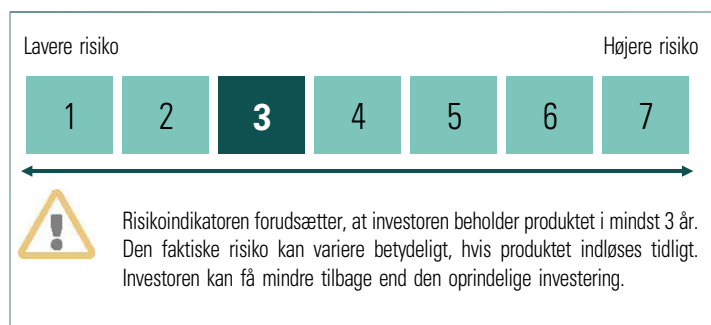 Lavere risiko Højere risiko
1 2 3 4 5 6 7
Risikoindikatoren forudsætter, at investoren beholder produktet i mindst 3 år.
Den faktiske risiko kan variere betydeligt, hvis produktet indløses tidligt.
Investoren kan få mindre tilbage end den oprindelige investering.